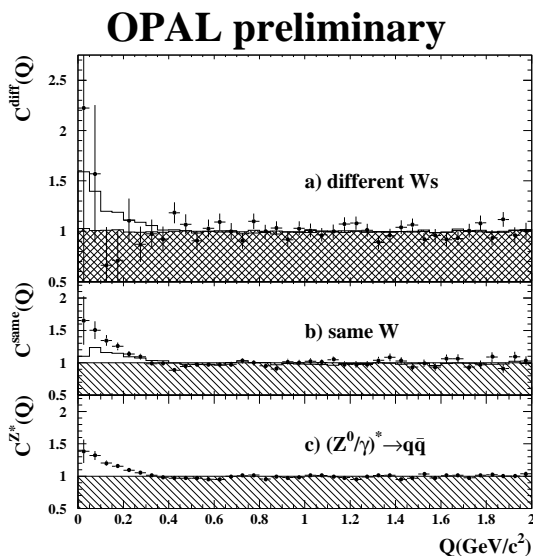 OPAL preliminary
C^diff(Q)
2.5
2
1.5
1
0.5
a) different Ws
C^same(Q)
2
1.5
1
0.5
b) same W
C^Z*(Q)
2
1.5
1
0.5
c) (Z^0/γ)^*→qq̄
0 0.2 0.4 0.6 0.8 1 1.2 1.4 1.6 1.8 2
Q(GeV/c^2)